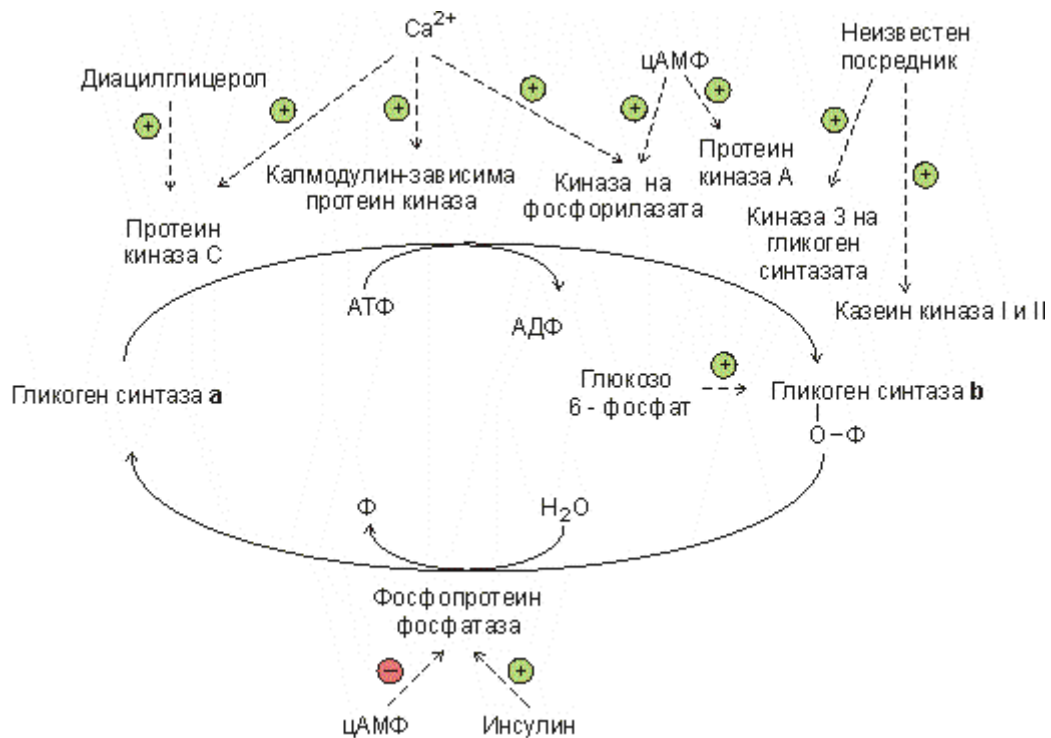 Ca2+
Неизвестен
посредник
цАМФ
Диацилглицерол
+
+
+
+
+
+
+
+
Калмодулин-зависима
протеин киназа
Киназа на
фосфорилазата
Протеин
киназа А
Протеин
киназа С
Киназа 3 на
гликоген
синтазата
Казеин киназа I и II
АТФ
АДФ
Гликоген синтаза a
Глюкозо
6 - фосфат
+
Гликоген синтаза b
О–Ф
Ф
H2O
Фосфопротеин
фосфатаза
–
+
цАМФ
Инсулин